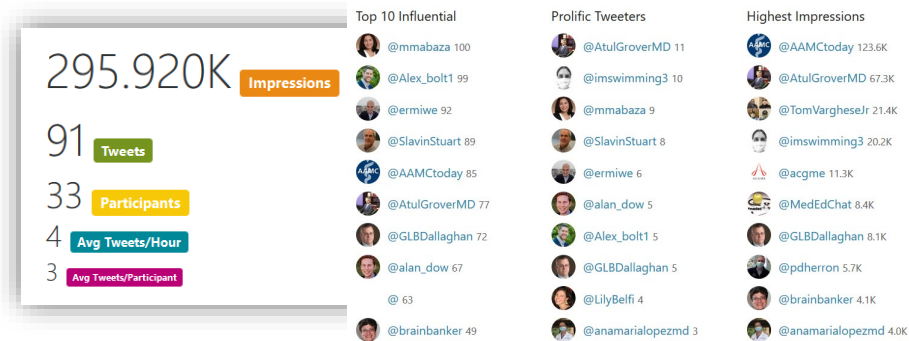 295.920K Impressions
91 Tweets
33 Participants
4 Avg Tweets/Hour
3 Avg Tweets/Participant
Top 10 Influential
@mmabaza 100
@Alex_bolt1 99
@ermiwe 92
@SlavinStuart 89
AAMC
@AAMCtoday 85
@AtulGroverMD 77
@GLBDallaghan 72
@alan_dow 67
@ 63
@brainbanker 49
Prolific Tweeters
@AtulGroverMD 11
@imswimming3 10
@mmabaza 9
@SlavinStuart 8
@ermiwe 6
@alan_dow 5
@Alex_bolt1 5
@GLBDallaghan 5
@LilyBelfi 4
@anamarialopezmd 3
Highest Impressions
AAMC
@AAMCtoday 123.6K
@AtulGroverMD 67.3K
@TomVargheseJr 21.4K
@imswimming3 20.2K
@acgme 11.3K
@MedEdChat 8.4K
@GLBDallaghan 8.1K
@pdherron 5.7K
@brainbanker 4.1K
@anamarialopezmd 4.0K